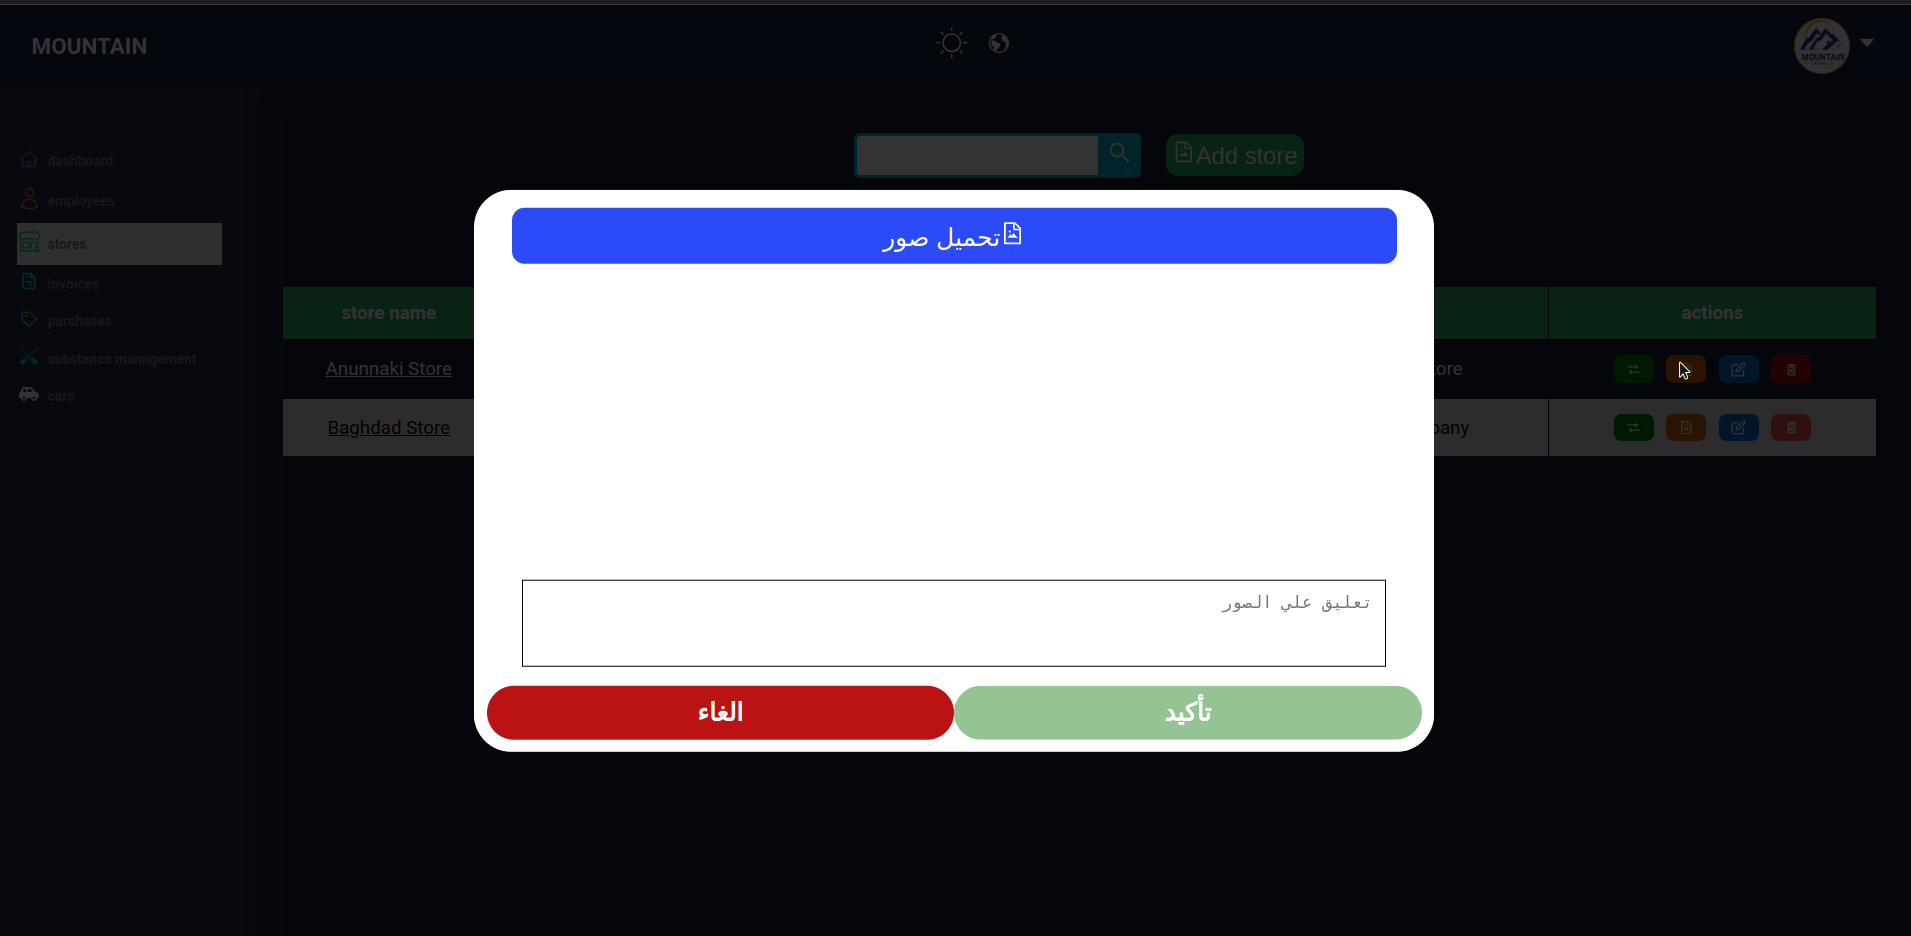 MOUNTAIN
MOUNTAIN
dashboard
employees
stores
invoices
purchases
substance management
cars
Add store
store name
actions
Anunnaki Store
tore
Baghdad Store
pany
تحميل صور
تعليق علي الصور
تأكيد
الغاء